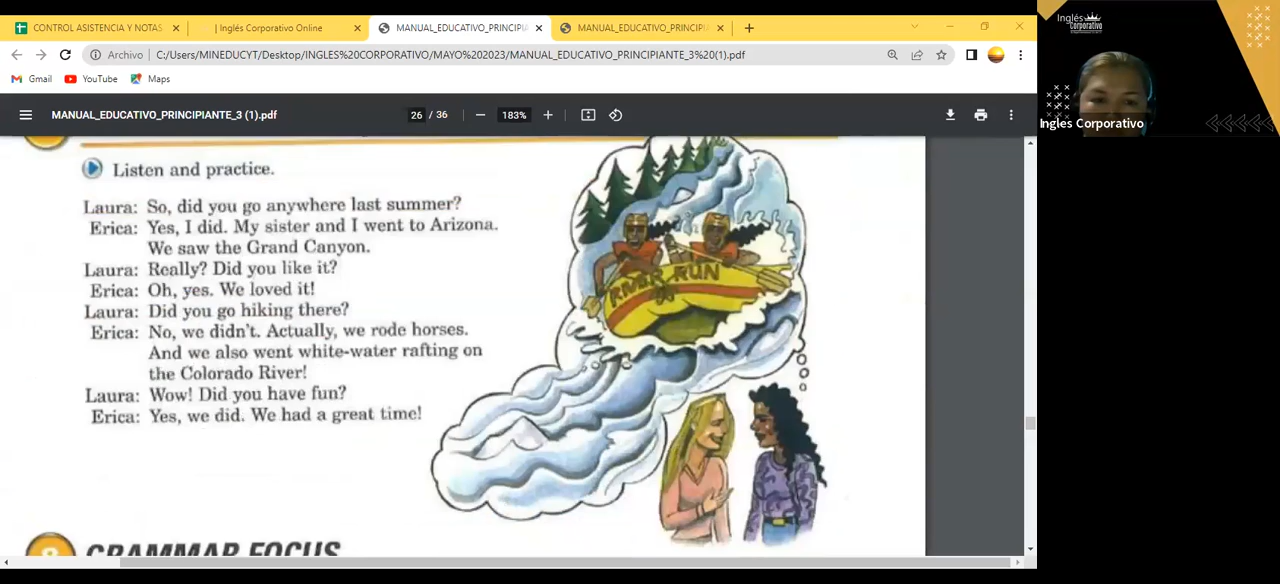 CONTROL ASISTENCIA Y NOTAS
| Inglés Corporativo Online
MANUAL_EDUCATIVO_PRINCIPI
MANUAL_EDUCATIVO_PRINCIPI
Archivo
C:/Users/MINEDUCYT/Desktop/INGLES%20CORPORATIVO/MAYO%202023/MANUAL_EDUCATIVO_PRINCIPIANTE_3%20(1).pdf
Gmail
YouTube
Maps
MANUAL_EDUCATIVO_PRINCIPIANTE_3 (1).pdf
26 / 36
183%
Listen and practice.
Laura: So, did you go anywhere last summer?
Erica: Yes, I did. My sister and I went to Arizona.
We saw the Grand Canyon.
Laura: Really? Did you like it?
Erica: Oh, yes. We loved it!
Laura: Did you go hiking there?
Erica: No, we didn't. Actually, we rode horses.
And we also went white-water rafting on
the Colorado River!
Laura: Wow! Did you have fun?
Erica: Yes, we did. We had a great time!
RIVER RUN
8 GRAMMAR FOCUS
Inglés
Corporativo
Ingles Corporativo